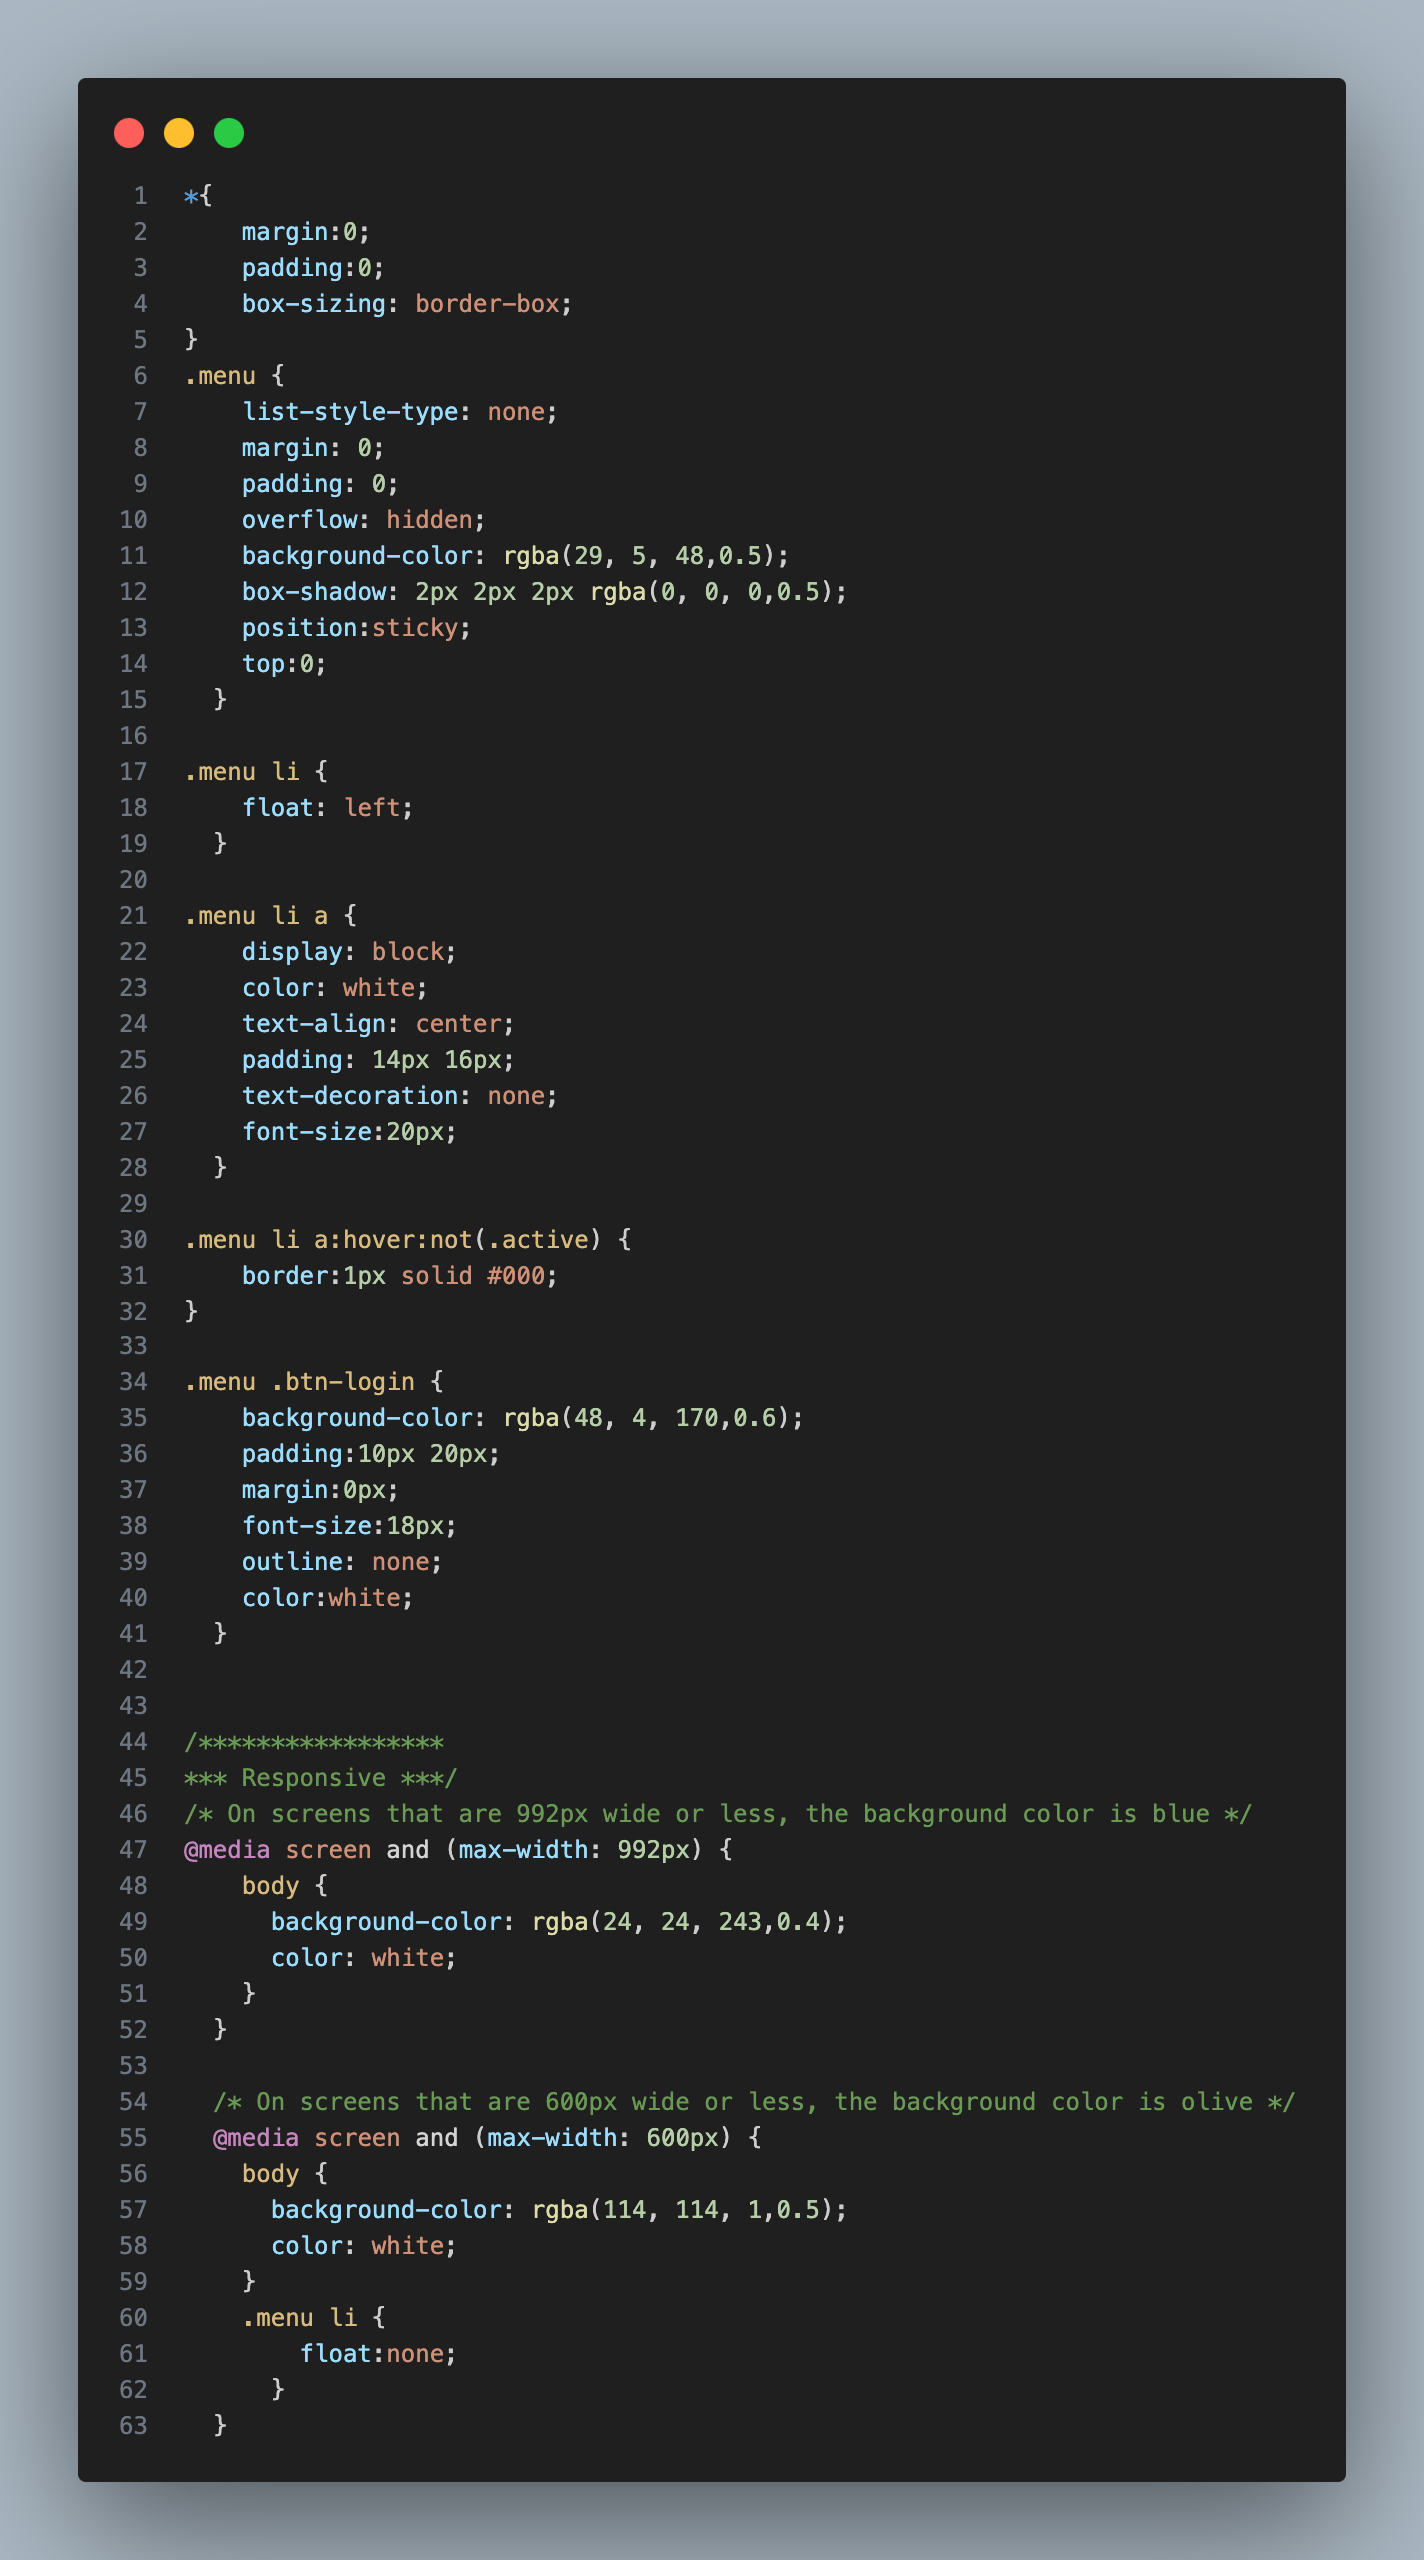 1 *{
2     margin:0;
3     padding:0;
4     box-sizing: border-box;
5 }
6 .menu {
7     list-style-type: none;
8     margin: 0;
9     padding: 0;
10     overflow: hidden;
11     background-color: rgba(29, 5, 48,0.5);
12     box-shadow: 2px 2px 2px rgba(0, 0, 0,0.5);
13     position:sticky;
14     top:0;
15   }
16
17 .menu li {
18     float: left;
19   }
20
21 .menu li a {
22     display: block;
23     color: white;
24     text-align: center;
25     padding: 14px 16px;
26     text-decoration: none;
27     font-size:20px;
28   }
29
30 .menu li a:hover:not(.active) {
31     border:1px solid #000;
32 }
33
34 .menu .btn-login {
35     background-color: rgba(48, 4, 170,0.6);
36     padding:10px 20px;
37     margin:0px;
38     font-size:18px;
39     outline: none;
40     color:white;
41   }
42
43
44 /*****************
45 *** Responsive ***/
46 /* On screens that are 992px wide or less, the background color is blue */
47 @media screen and (max-width: 992px) {
48     body {
49       background-color: rgba(24, 24, 243,0.4);
50       color: white;
51     }
52   }
53
54   /* On screens that are 600px wide or less, the background color is olive */
55   @media screen and (max-width: 600px) {
56     body {
57       background-color: rgba(114, 114, 1,0.5);
58       color: white;
59     }
60     .menu li {
61         float:none;
62       }
63   }